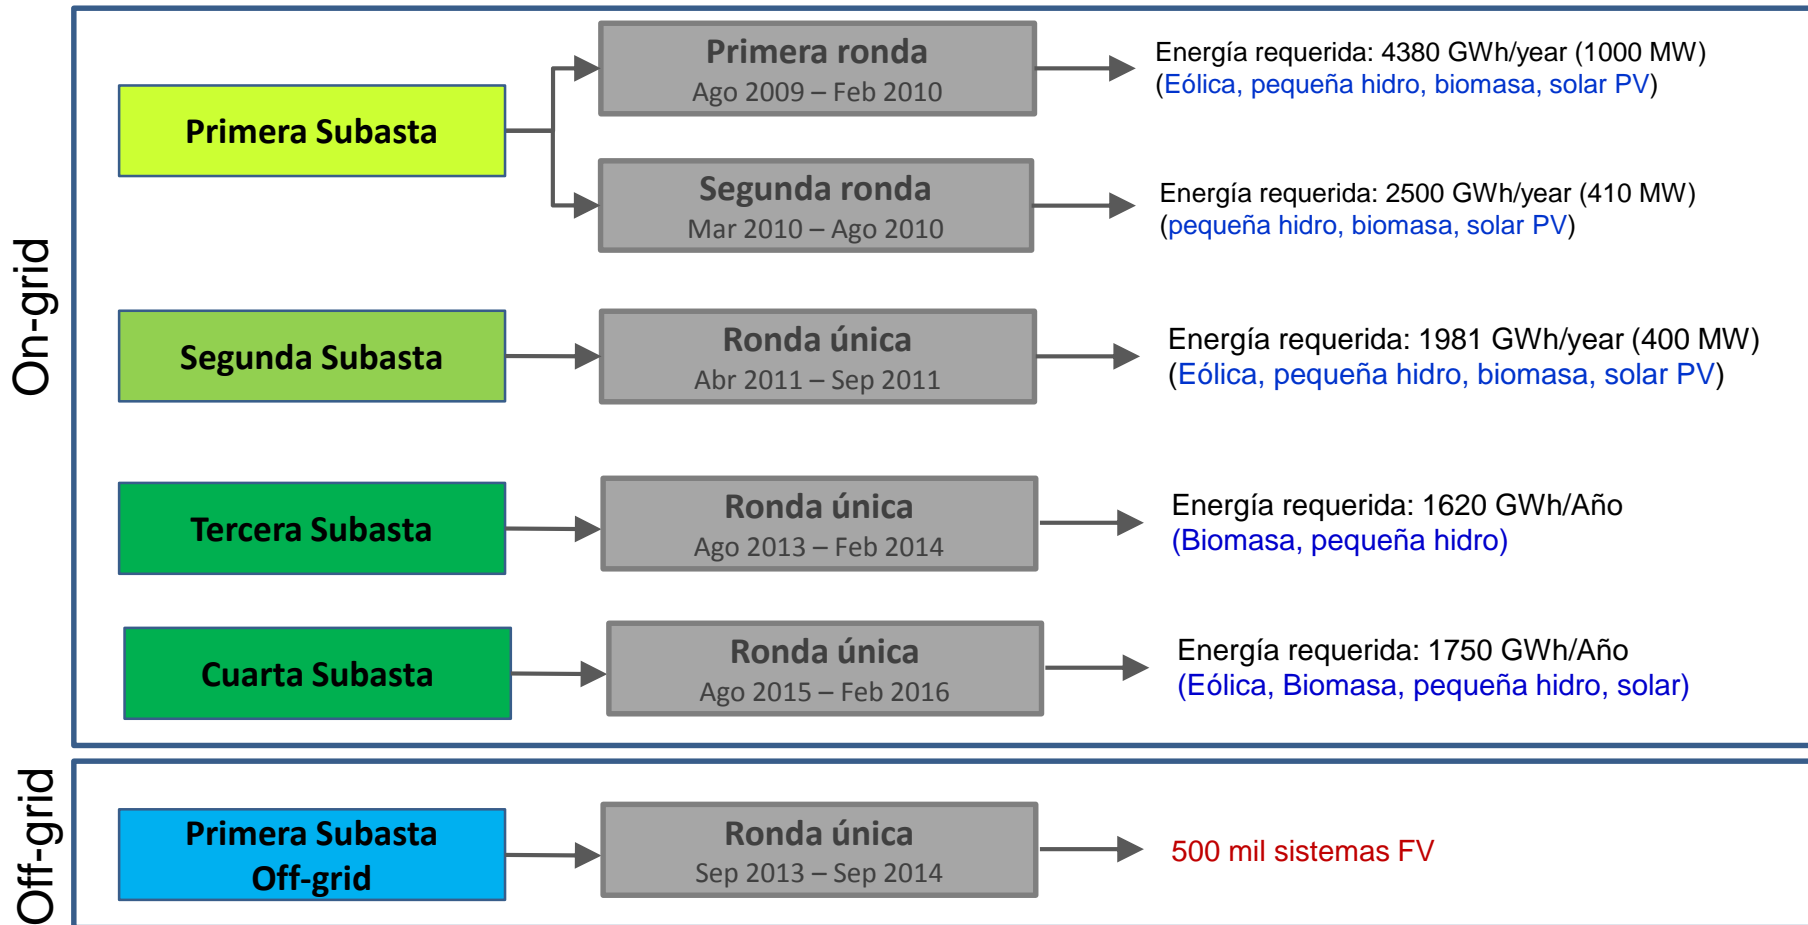 On-grid
Primera Subasta
Primera ronda
Ago 2009 – Feb 2010
Energía requerida: 4380 GWh/year (1000 MW)
(Eólica, pequeña hidro, biomasa, solar PV)
Segunda ronda
Mar 2010 – Ago 2010
Energía requerida: 2500 GWh/year (410 MW)
(pequeña hidro, biomasa, solar PV)
Segunda Subasta
Ronda única
Abr 2011 – Sep 2011
Energía requerida: 1981 GWh/year (400 MW)
(Eólica, pequeña hidro, biomasa, solar PV)
Tercera Subasta
Ronda única
Ago 2013 – Feb 2014
Energía requerida: 1620 GWh/Año
(Biomasa, pequeña hidro)
Cuarta Subasta
Ronda única
Ago 2015 – Feb 2016
Energía requerida: 1750 GWh/Año
(Eólica, Biomasa, pequeña hidro, solar)
Off-grid
Primera Subasta
Off-grid
Ronda única
Sep 2013 – Sep 2014
500 mil sistemas FV